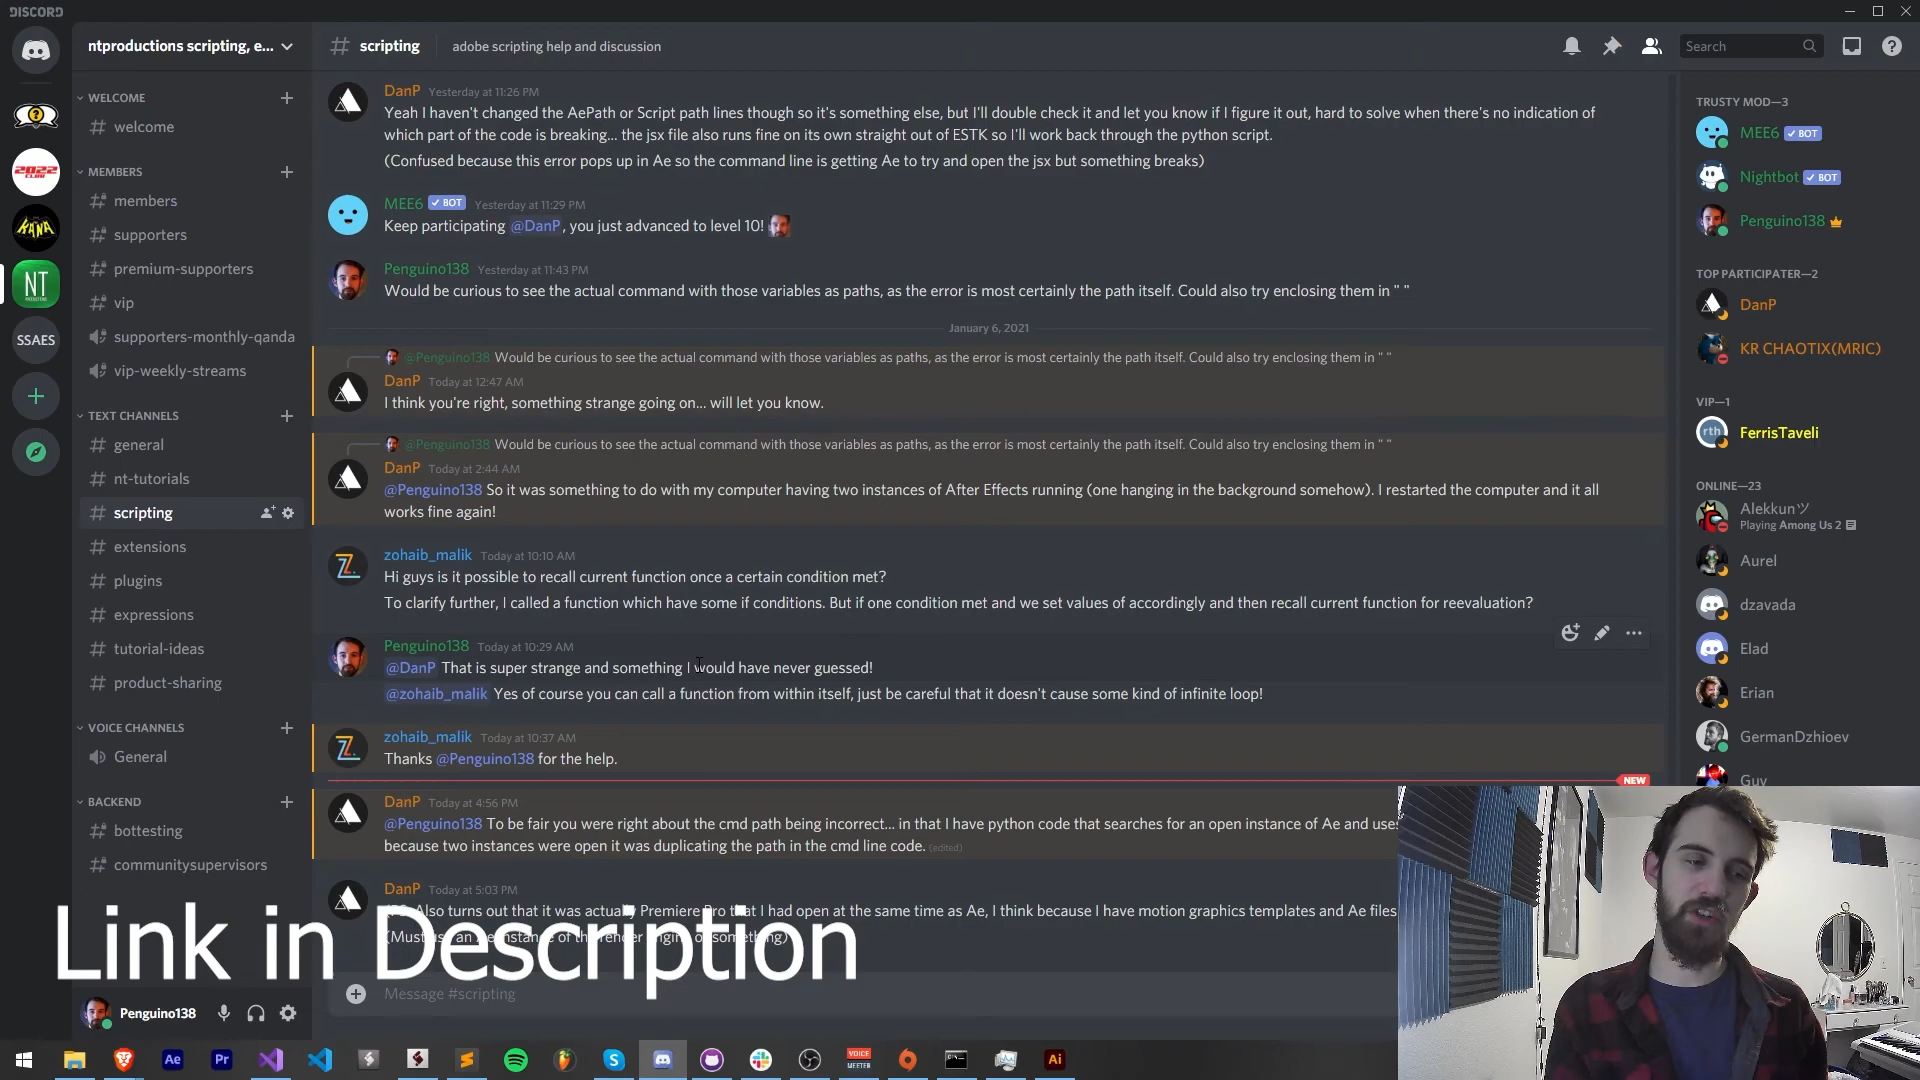 DISCORD
ntproductions scripting, e...
scripting
adobe scripting help and discussion
Search
WELCOME
welcome
MEMBERS
members
supporters
premium-supporters
vip
supporters-monthly-qanda
vip-weekly-streams
TEXT CHANNELS
general
nt-tutorials
scripting
extensions
plugins
expressions
tutorial-ideas
product-sharing
VOICE CHANNELS
General
BACKEND
bottesting
communitysupervisors
2022
NT
SSAES
DanP Yesterday at 11:26 PM
Yeah I haven't changed the AePath or Script path lines though so it's something else, but I'll double check it and let you know if I figure it out, hard to solve when there's no indication of
which part of the code is breaking... the jsx file also runs fine on its own straight out of ESTK so I'll work back through the python script.
(Confused because this error pops up in Ae so the command line is getting Ae to try and open the jsx but something breaks)
MEE6 BOT Yesterday at 11:29 PM
Keep participating @DanP, you just advanced to level 10!
Penguino138 Yesterday at 11:43 PM
Would be curious to see the actual command with those variables as paths, as the error is most certainly the path itself. Could also try enclosing them in " "
January 6, 2021
@Penguino138 Would be curious to see the actual command with those variables as paths, as the error is most certainly the path itself. Could also try enclosing them in " "
DanP Today at 12:47 AM
I think you're right, something strange going on... will let you know.
@Penguino138 Would be curious to see the actual command with those variables as paths, as the error is most certainly the path itself. Could also try enclosing them in " "
DanP Today at 2:44 AM
@Penguino138 So it was something to do with my computer having two instances of After Effects running (one hanging in the background somehow). I restarted the computer and it all
works fine again!
zohaib_malik Today at 10:10 AM
Hi guys is it possible to recall current function once a certain condition met?
To clarify further, I called a function which have some if conditions. But if one condition met and we set values of accordingly and then recall current function for reevaluation?
Penguino138 Today at 10:29 AM
@DanP That is super strange and something I would have never guessed!
@zohaib_malik Yes of course you can call a function from within itself, just be careful that it doesn't cause some kind of infinite loop!
zohaib_malik Today at 10:37 AM
Thanks @Penguino138 for the help.
NEW
DanP Today at 4:56 PM
@Penguino138 To be fair you were right about the cmd path being incorrect... in that I have python code that searches for an open instance of Ae and uses
because two instances were open it was duplicating the path in the cmd line code. (edited)
DanP Today at 5:03 PM
Also turns out that it was actually Premiere Pro that I had open at the same time as Ae, I think because I have motion graphics templates and Ae files
Message #scripting
TRUSTY MOD—3
MEE6 BOT
Nightbot BOT
Penguino138
TOP PARTICIPATER—2
DanP
KR CHAOTIX(MRIC)
VIP—1
rth
FerrisTaveli
ONLINE—23
Alekkunツ
Playing Among Us 2
Aurel
dzavada
Elad
Erian
GermanDzhioev
Guy
Link in Description
Penguino138
Ae
Pr
VOICE
MEETER
Ai